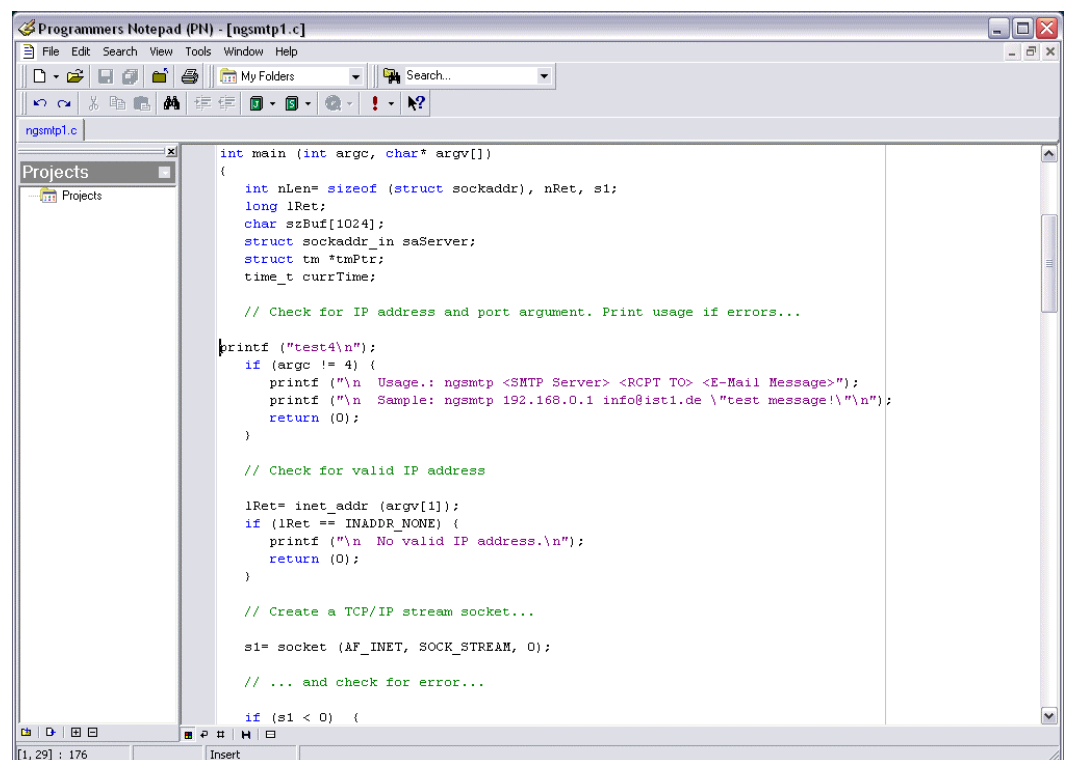 Programmers Notepad (PN) - [ngsmtp1.c]
File Edit Search View Tools Window Help
My Folders Search...
ngsmtp1.c
Projects
Projects
int main (int argc, char* argv[])
{
   int nLen= sizeof (struct sockaddr), nRet, s1;
   long lRet;
   char szBuf[1024];
   struct sockaddr_in saServer;
   struct tm *tmPtr;
   time_t currTime;
   // Check for IP address and port argument. Print usage if errors...
printf ("test4\n");
   if (argc != 4) {
      printf ("\n  Usage.: ngsmtp <SMTP Server> <RCPT TO> <E-Mail Message>");
      printf ("\n  Sample: ngsmtp 192.168.0.1 info@ist1.de \"test message!\"\n");
      return (0);
   }
   // Check for valid IP address
   lRet= inet_addr (argv[1]);
   if (lRet == INADDR_NONE) {
      printf ("\n  No valid IP address.\n");
      return (0);
   }
   // Create a TCP/IP stream socket...
   s1= socket (AF_INET, SOCK_STREAM, 0);
   // ... and check for error...
   if (s1 < 0)  {
[1, 29] : 176 Insert